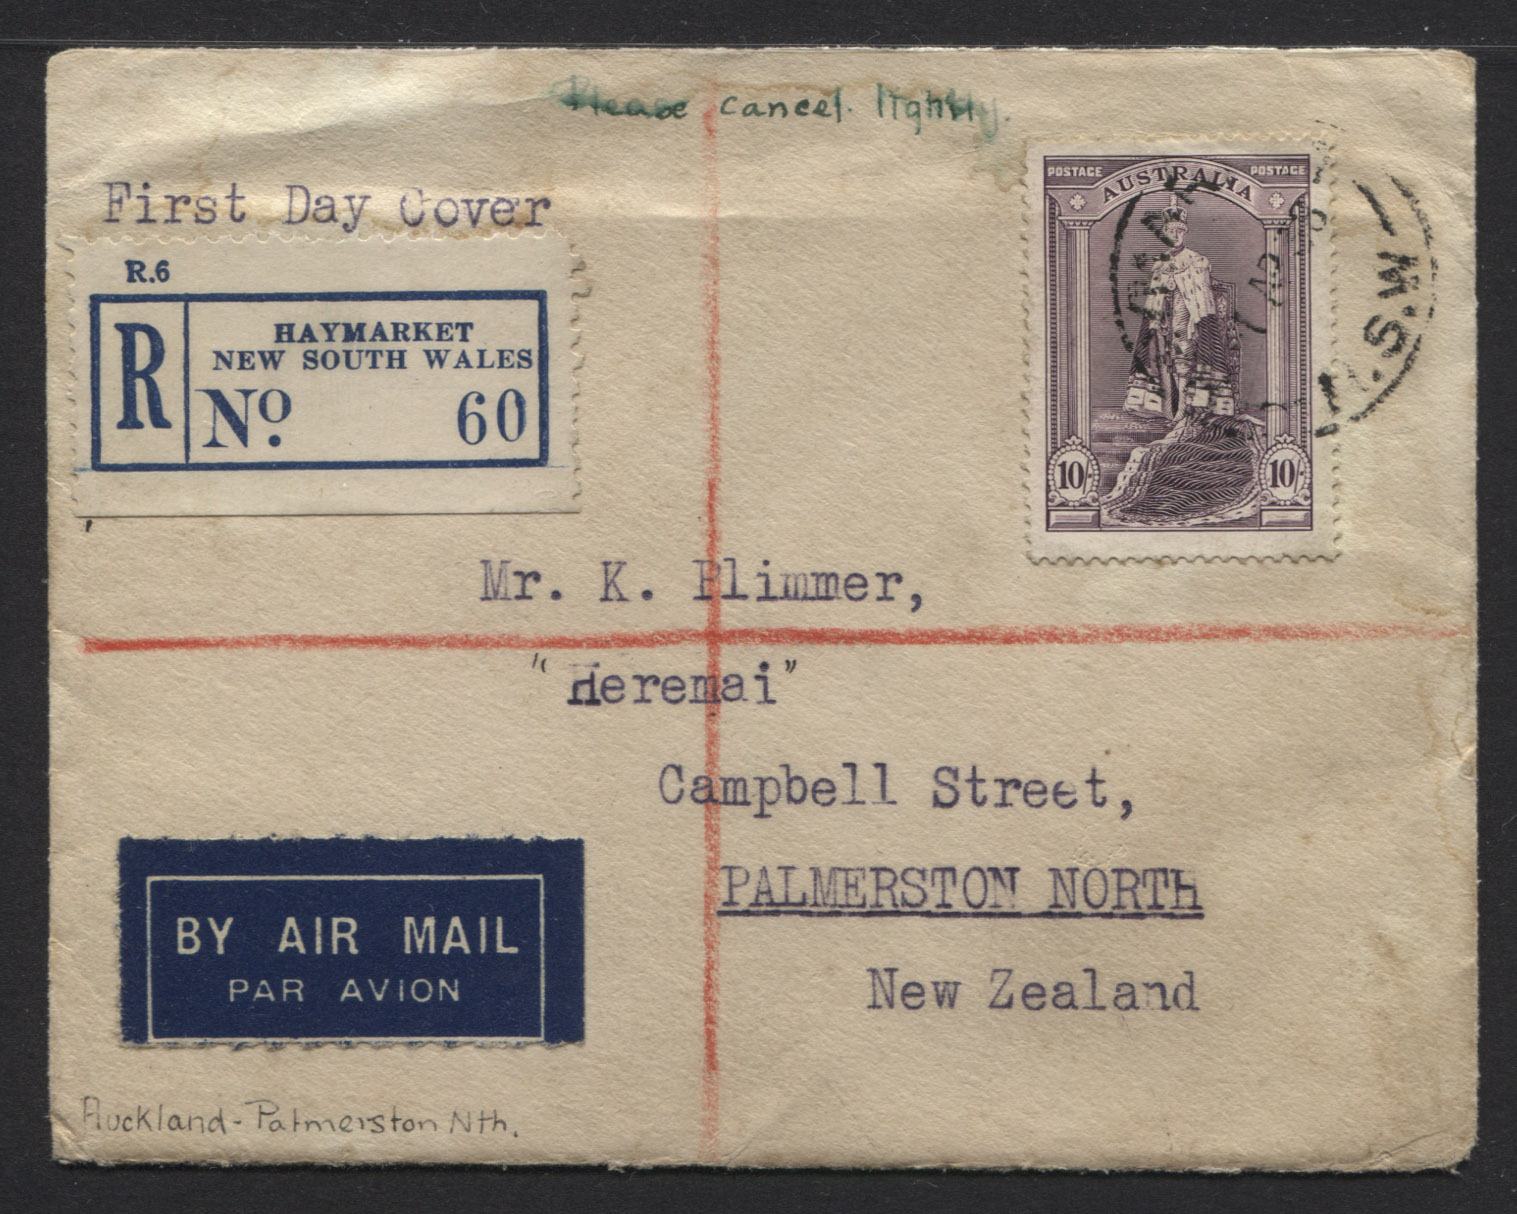 Please cancel. lightly.
First Day Cover
R.6
R
HAYMARKET
NEW SOUTH WALES
No. 60
POSTAGE AUSTRALIA POSTAGE
10/- 10/-
N.S.W
Mr. K. Plimmer,
"Heremai"
Campbell Street,
PALMERSTON NORTH
New Zealand
BY AIR MAIL
PAR AVION
Auckland-Palmerston Nth.